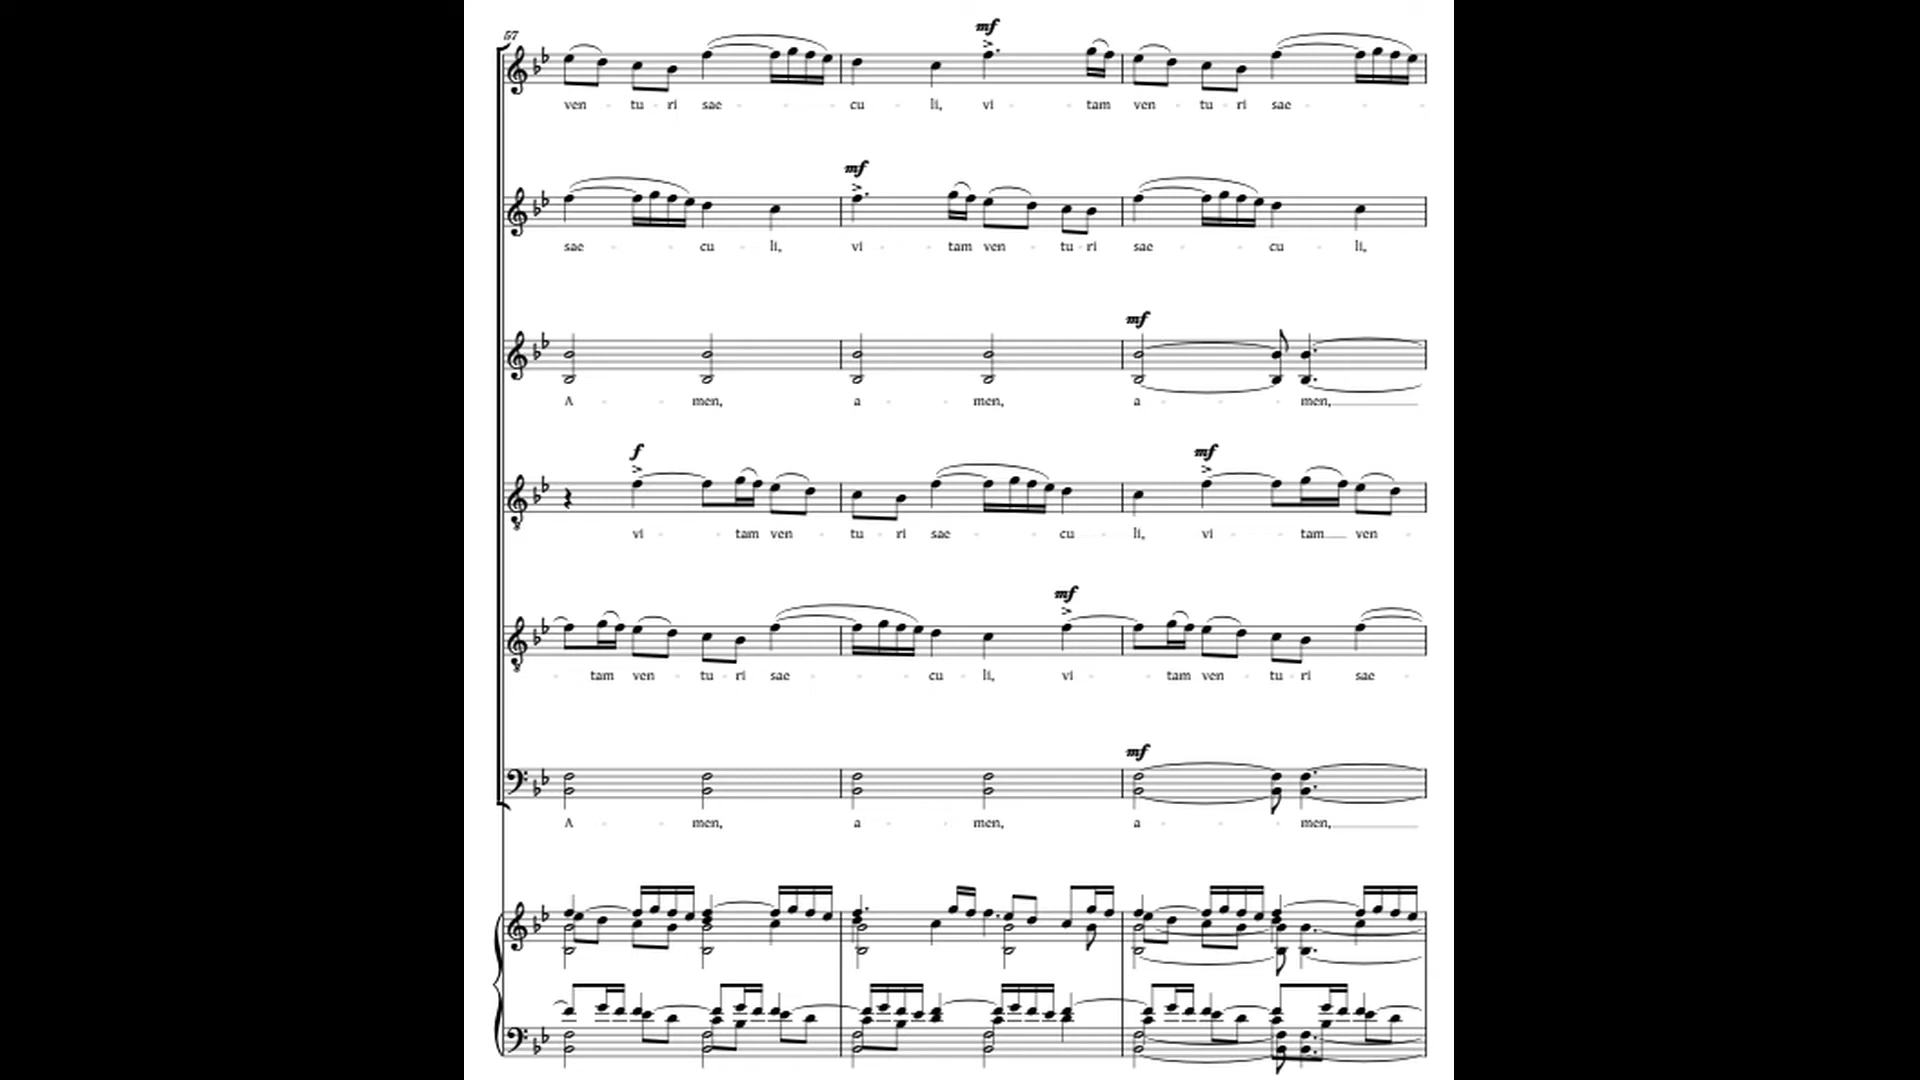 57
mf
ven - tu - ri sae - - - cu - li, vi - tam ven - tu - ri sae - - -
mf
sae - - - cu - li, vi - tam ven - tu - ri sae - - - cu - li,
mf
A - - men, a - - men, a - - - men,
f mf
vi - - tam ven - tu - ri sae - - - cu - li, vi - - tam ven -
mf
- tam ven - tu - ri sae - - - cu - li, vi - - tam ven - tu - ri sae -
mf
A - - men, a - - men, a - - - men,